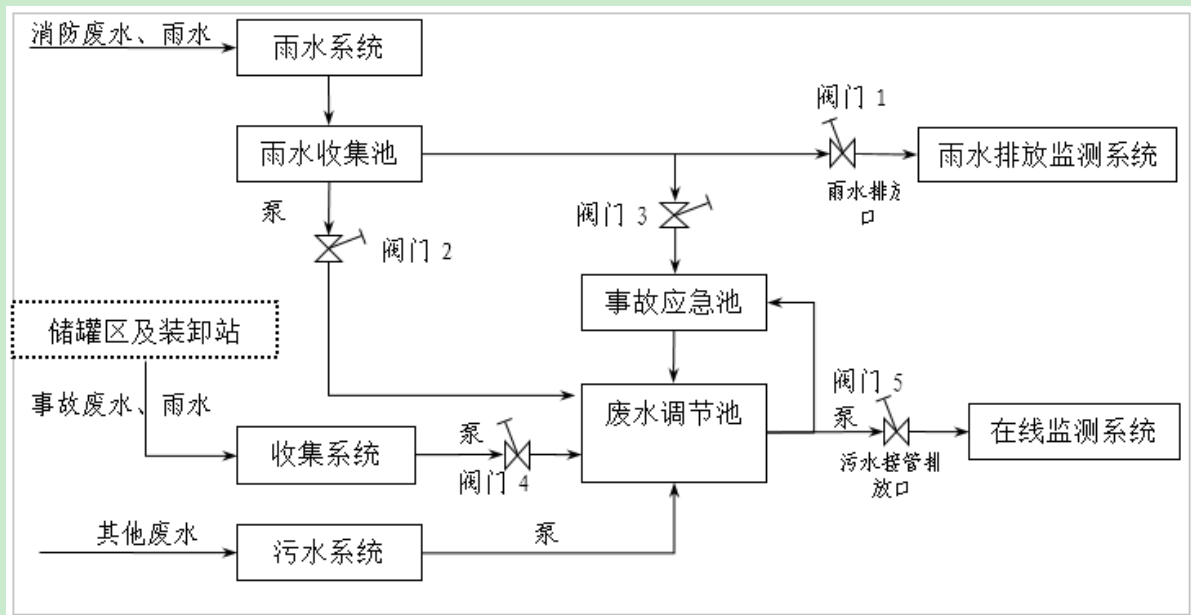 消防废水、雨水
雨水系统
阀门 1
雨水收集池
雨水排放监测系统
雨水排放
口
泵
阀门 3
阀门 2
事故应急池
储罐区及装卸站
阀门 5
事故废水、雨水
废水调节池
泵
在线监测系统
泵
收集系统
污水接管排
放口
阀门 4
其他废水
泵
污水系统